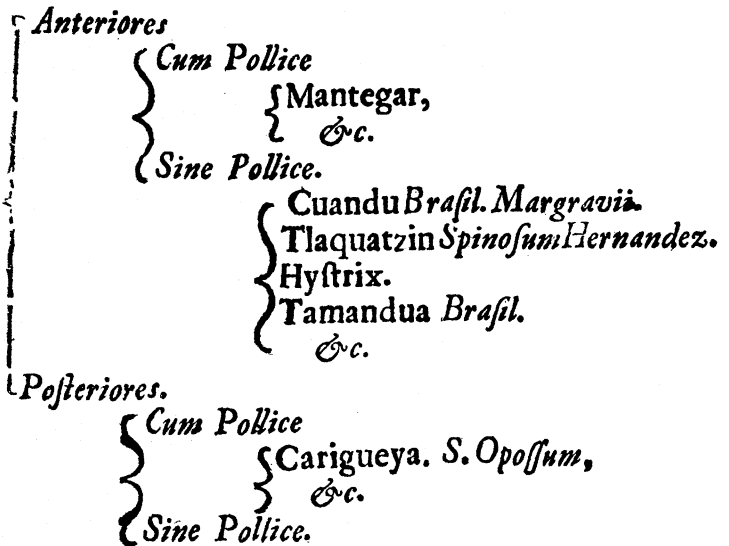 Anteriores
Cum Pollice
Mantegar,
&c.
Sine Pollice.
Cuandu Braſil. Margravii.
Tlaquatzin Spinoſum Hernandez.
Hyſtrix.
Tamandua Braſil.
&c.
Poſteriores.
Cum Pollice
Carigueya. S. Opoſſum,
&c.
Sine Pollice.